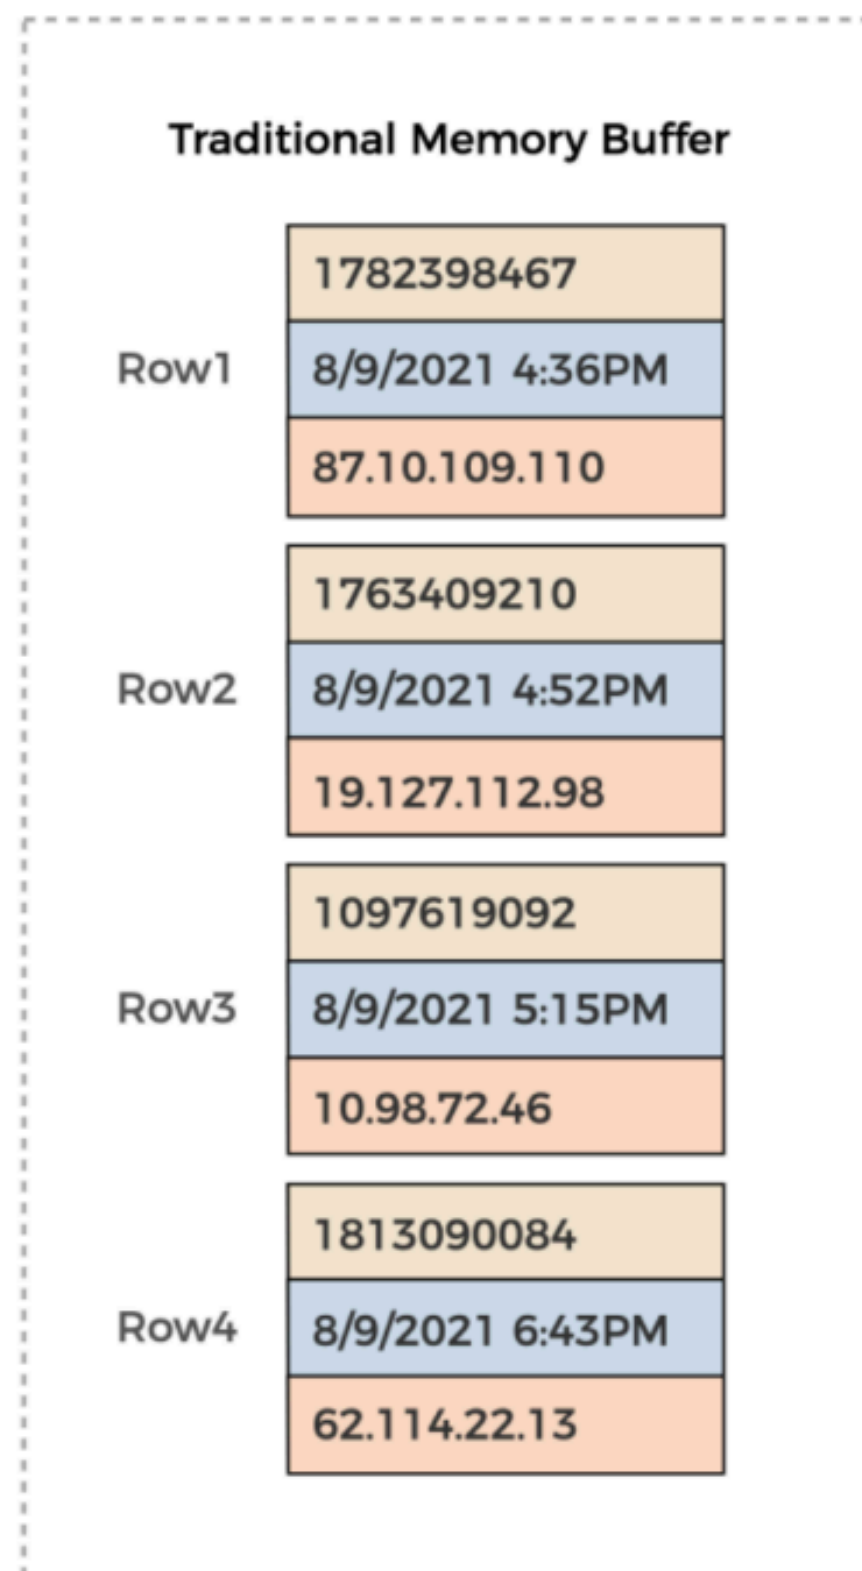 Traditional Memory Buffer
1782398467
Row1
8/9/2021 4:36PM
87.10.109.110
1763409210
Row2
8/9/2021 4:52PM
19.127.112.98
1097619092
Row3
8/9/2021 5:15PM
10.98.72.46
1813090084
Row4
8/9/2021 6:43PM
62.114.22.13